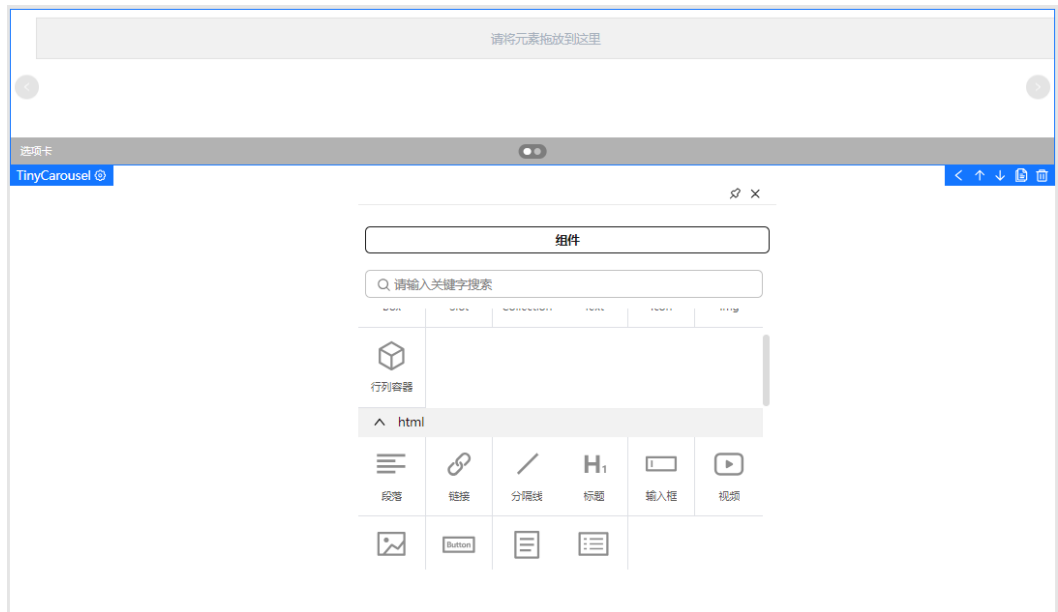 请将元素拖放到这里
选项卡
TinyCarousel
组件
请输入关键字搜索
行列容器
html
段落 链接 分隔线 H1 标题 输入框 视频
Button